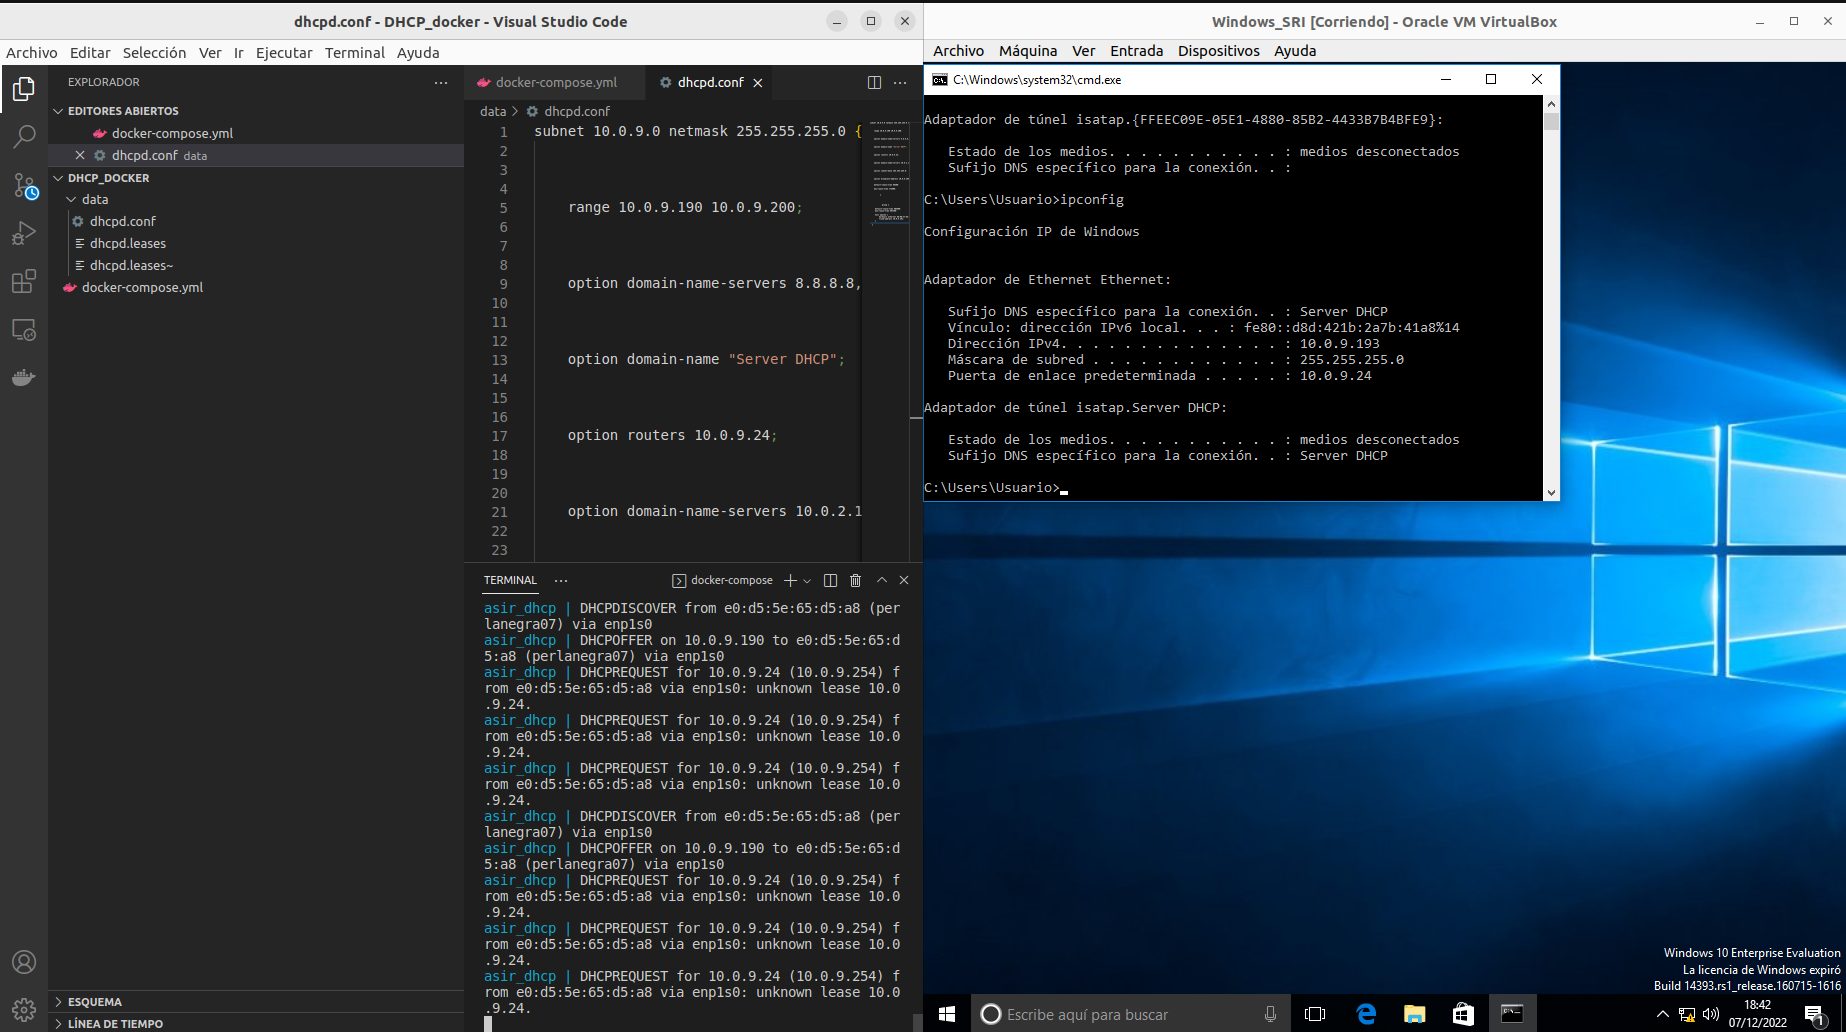 dhcpd.conf - DHCP_docker - Visual Studio Code
Archivo Editar Selección Ver Ir Ejecutar Terminal Ayuda
EXPLORADOR
EDITORES ABIERTOS
docker-compose.yml
dhcpd.conf data
DHCP_DOCKER
data
dhcpd.conf
dhcpd.leases
dhcpd.leases~
docker-compose.yml
ESQUEMA
LÍNEA DE TIEMPO
docker-compose.yml dhcpd.conf
data > dhcpd.conf
1 subnet 10.0.9.0 netmask 255.255.255.0 {
2
3
4
5 range 10.0.9.190 10.0.9.200;
6
7
8
9 option domain-name-servers 8.8.8.8,
10
11
12
13 option domain-name "Server DHCP";
14
15
16
17 option routers 10.0.9.24;
18
19
20
21 option domain-name-servers 10.0.2.1
22
23
TERMINAL docker-compose
asir_dhcp | DHCPDISCOVER from e0:d5:5e:65:d5:a8 (per
lanegra07) via enp1s0
asir_dhcp | DHCPOFFER on 10.0.9.190 to e0:d5:5e:65:d
5:a8 (perlanegra07) via enp1s0
asir_dhcp | DHCPREQUEST for 10.0.9.24 (10.0.9.254) f
rom e0:d5:5e:65:d5:a8 via enp1s0: unknown lease 10.0
.9.24.
asir_dhcp | DHCPREQUEST for 10.0.9.24 (10.0.9.254) f
rom e0:d5:5e:65:d5:a8 via enp1s0: unknown lease 10.0
.9.24.
asir_dhcp | DHCPREQUEST for 10.0.9.24 (10.0.9.254) f
rom e0:d5:5e:65:d5:a8 via enp1s0: unknown lease 10.0
.9.24.
asir_dhcp | DHCPDISCOVER from e0:d5:5e:65:d5:a8 (per
lanegra07) via enp1s0
asir_dhcp | DHCPOFFER on 10.0.9.190 to e0:d5:5e:65:d
5:a8 (perlanegra07) via enp1s0
asir_dhcp | DHCPREQUEST for 10.0.9.24 (10.0.9.254) f
rom e0:d5:5e:65:d5:a8 via enp1s0: unknown lease 10.0
.9.24.
asir_dhcp | DHCPREQUEST for 10.0.9.24 (10.0.9.254) f
rom e0:d5:5e:65:d5:a8 via enp1s0: unknown lease 10.0
.9.24.
asir_dhcp | DHCPREQUEST for 10.0.9.24 (10.0.9.254) f
rom e0:d5:5e:65:d5:a8 via enp1s0: unknown lease 10.0
.9.24.
Windows_SRI [Corriendo] - Oracle VM VirtualBox
Archivo Máquina Ver Entrada Dispositivos Ayuda
C:\Windows\system32\cmd.exe
Adaptador de túnel isatap.{FFEEC09E-05E1-4880-85B2-4433B7B4BFE9}:
Estado de los medios. . . . . . . . . . . : medios desconectados
Sufijo DNS específico para la conexión. . :
C:\Users\Usuario>ipconfig
Configuración IP de Windows
Adaptador de Ethernet Ethernet:
Sufijo DNS específico para la conexión. . : Server DHCP
Vínculo: dirección IPv6 local. . . : fe80::d8d:421b:2a7b:41a8%14
Dirección IPv4. . . . . . . . . . . . . . : 10.0.9.193
Máscara de subred . . . . . . . . . . . . : 255.255.255.0
Puerta de enlace predeterminada . . . . . : 10.0.9.24
Adaptador de túnel isatap.Server DHCP:
Estado de los medios. . . . . . . . . . . : medios desconectados
Sufijo DNS específico para la conexión. . : Server DHCP
C:\Users\Usuario>
Windows 10 Enterprise Evaluation
La licencia de Windows expiró
Build 14393.rs1_release.160715-1616
Escribe aquí para buscar
18:42
07/12/2022
1